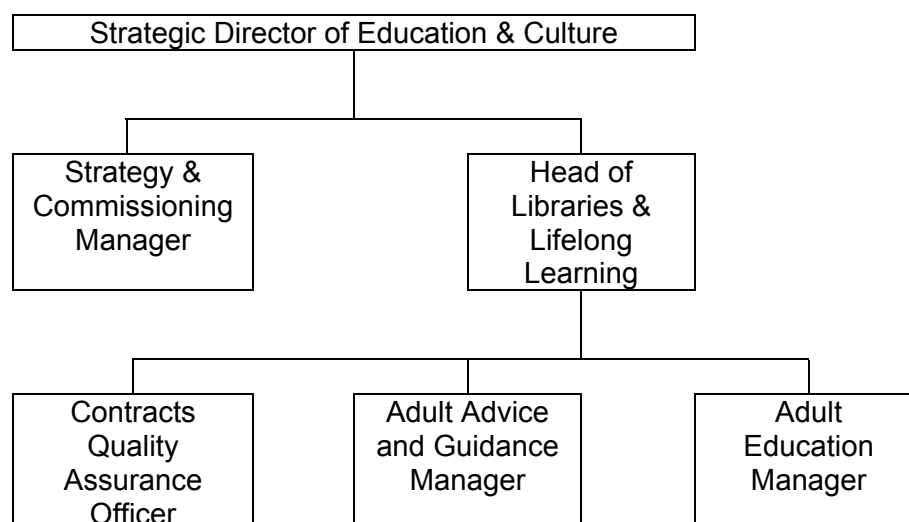 Strategic Director of Education & Culture
Strategy &
Commissioning
Manager
Head of
Libraries &
Lifelong
Learning
Contracts
Quality
Assurance
Officer
Adult Advice
and Guidance
Manager
Adult
Education
Manager